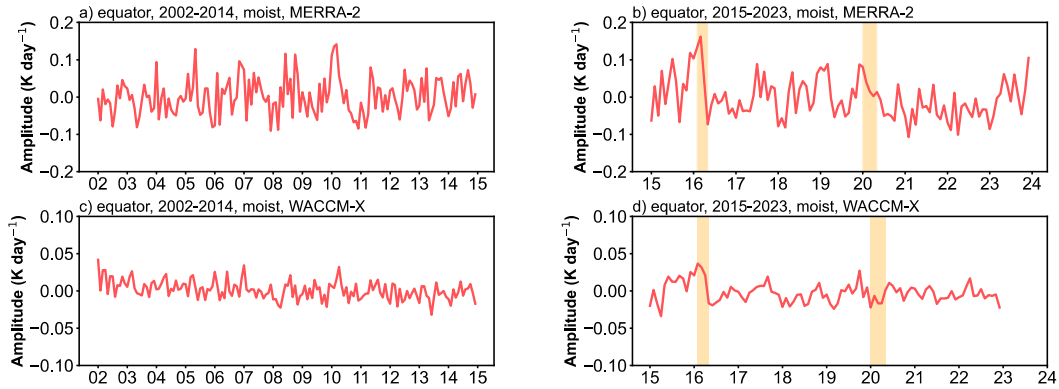 a) equator, 2002-2014, moist, MERRA-2
Amplitude (K day⁻¹)
0.2
0.1
0.0
−0.1
−0.2
02 03 04 05 06 07 08 09 10 11 12 13 14 15
b) equator, 2015-2023, moist, MERRA-2
Amplitude (K day⁻¹)
0.2
0.1
0.0
−0.1
−0.2
15 16 17 18 19 20 21 22 23 24
c) equator, 2002-2014, moist, WACCM-X
Amplitude (K day⁻¹)
0.10
0.05
0.00
−0.05
−0.10
02 03 04 05 06 07 08 09 10 11 12 13 14 15
d) equator, 2015-2023, moist, WACCM-X
Amplitude (K day⁻¹)
0.10
0.05
0.00
−0.05
−0.10
15 16 17 18 19 20 21 22 23 24